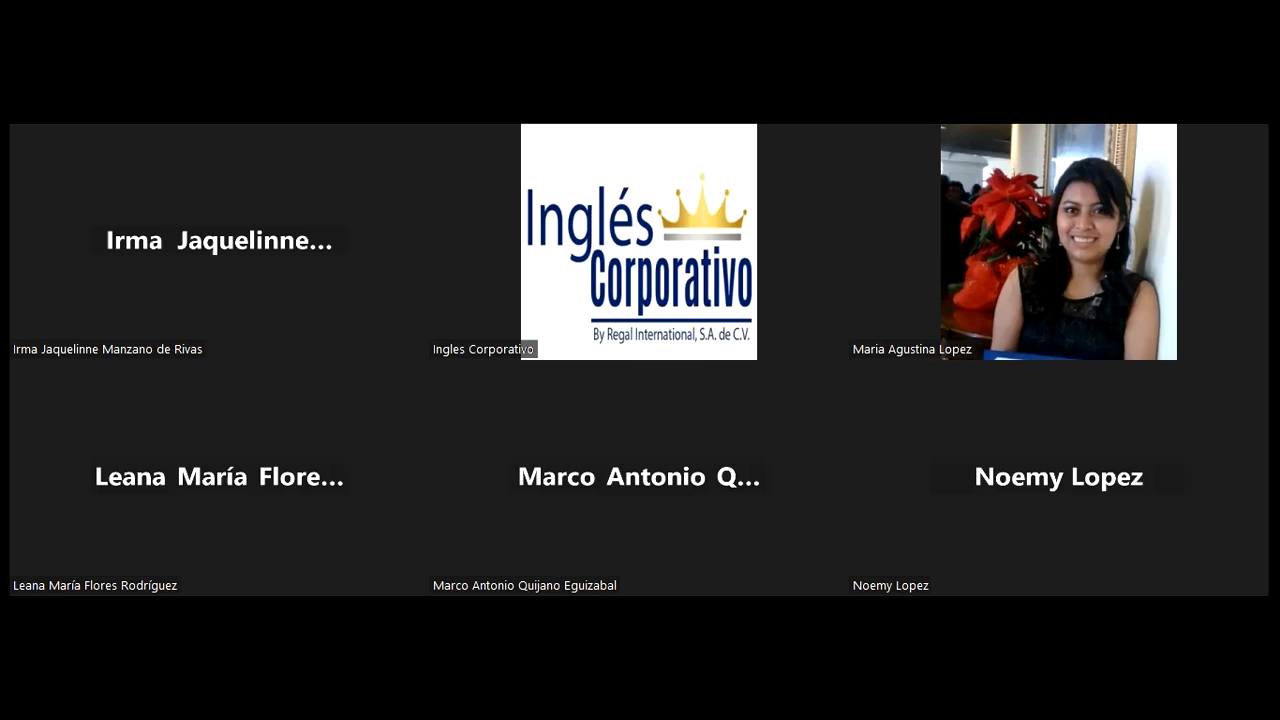 Irma Jaquelinne...
Irma Jaquelinne Manzano de Rivas
Inglés
Corporativo
By Regal International, S.A. de C.V.
Ingles Corporativo
Maria Agustina Lopez
Leana María Flore...
Leana María Flores Rodríguez
Marco Antonio Q...
Marco Antonio Quijano Eguizabal
Noemy Lopez
Noemy Lopez